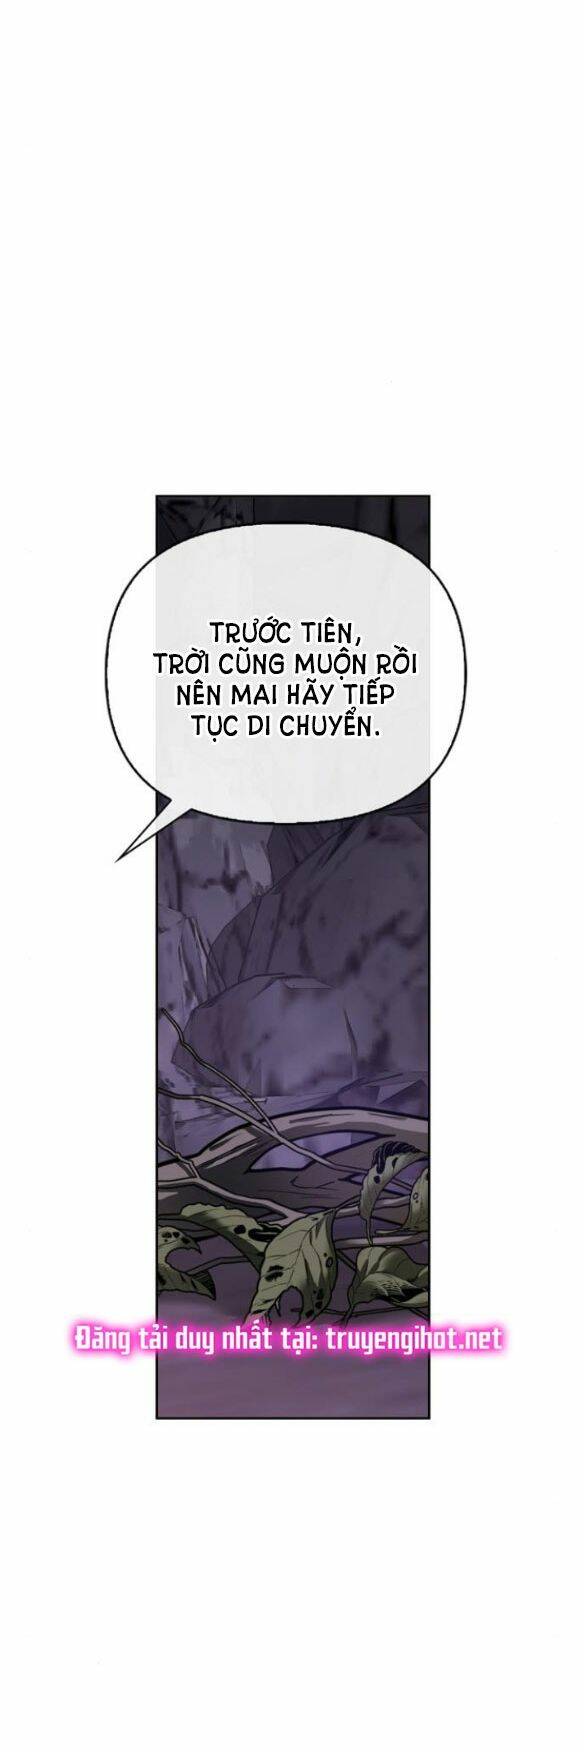 TRƯỚC TIÊN,
TRỜI CŨNG MUỘN RỒI
NÊN MAI HÃY TIẾP
TỤC DI CHUYỂN.
Đăng tải duy nhất tại: truyengihot.net